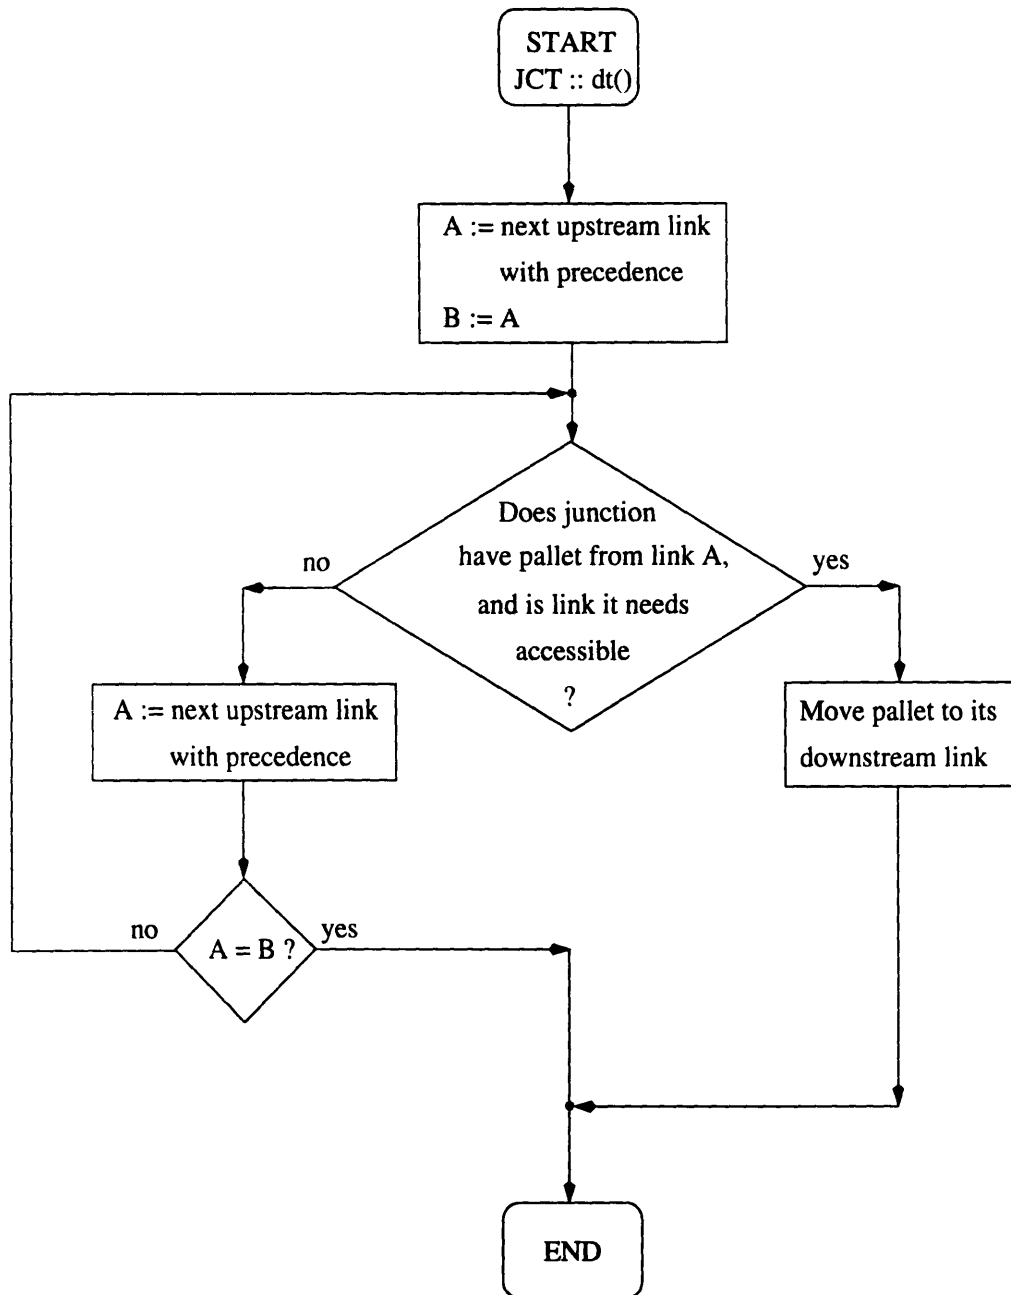 START
JCT :: dt()
A := next upstream link
with precedence
B := A
Does junction
have pallet from link A,
and is link it needs
accessible
?
no
yes
A := next upstream link
with precedence
Move pallet to its
downstream link
no
A = B ?
yes
END